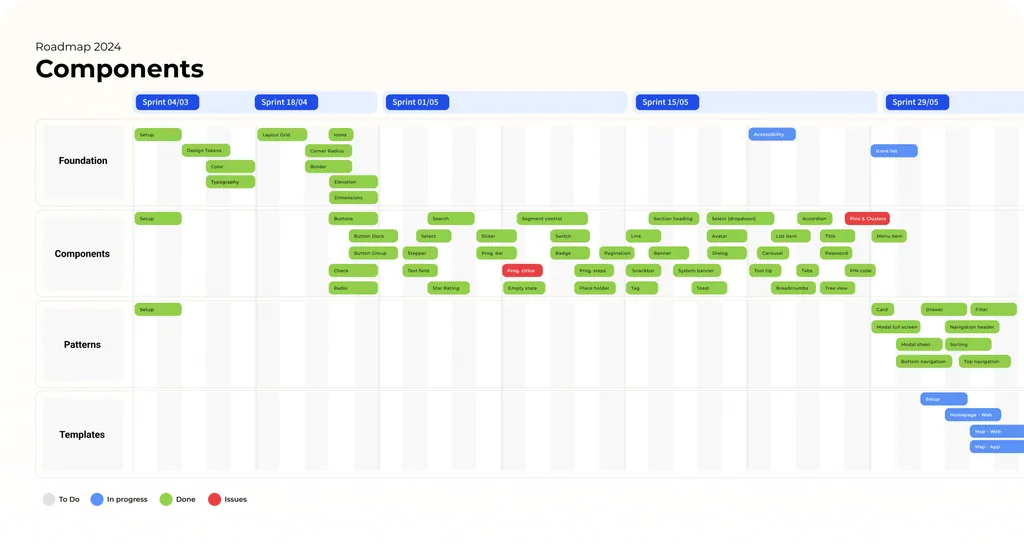 Roadmap 2024
Components
Sprint 04/03
Sprint 18/04
Sprint 01/05
Sprint 15/05
Sprint 29/05
Foundation
Setup
Layout Grid
Icons
Accessibility
Design Tokens
Corner Radius
Icons list
Color
Border
Typography
Elevation
Dimensions
Components
Setup
Buttons
Search
Segment control
Section heading
Select (dropdown)
Accordion
Pins & Clusters
Button Dock
Select
Slider
Switch
Link
Avatar
List item
Title
Menu item
Button Group
Stepper
Prog. bar
Badge
Pagination
Banner
Dialog
Carousel
Password
Check
Text field
Prog. circle
Prog. steps
Snackbar
System banner
Tool tip
Tabs
PIN code
Radio
Star Rating
Empty state
Place holder
Tag
Toast
Breadcrumbs
Tree view
Patterns
Setup
Card
Drawer
Filter
Modal full screen
Navigation header
Modal sheet
Sorting
Bottom navigation
Top navigation
Templates
Setup
Homepage - Web
Map - Web
Map - App
To Do
In progress
Done
Issues